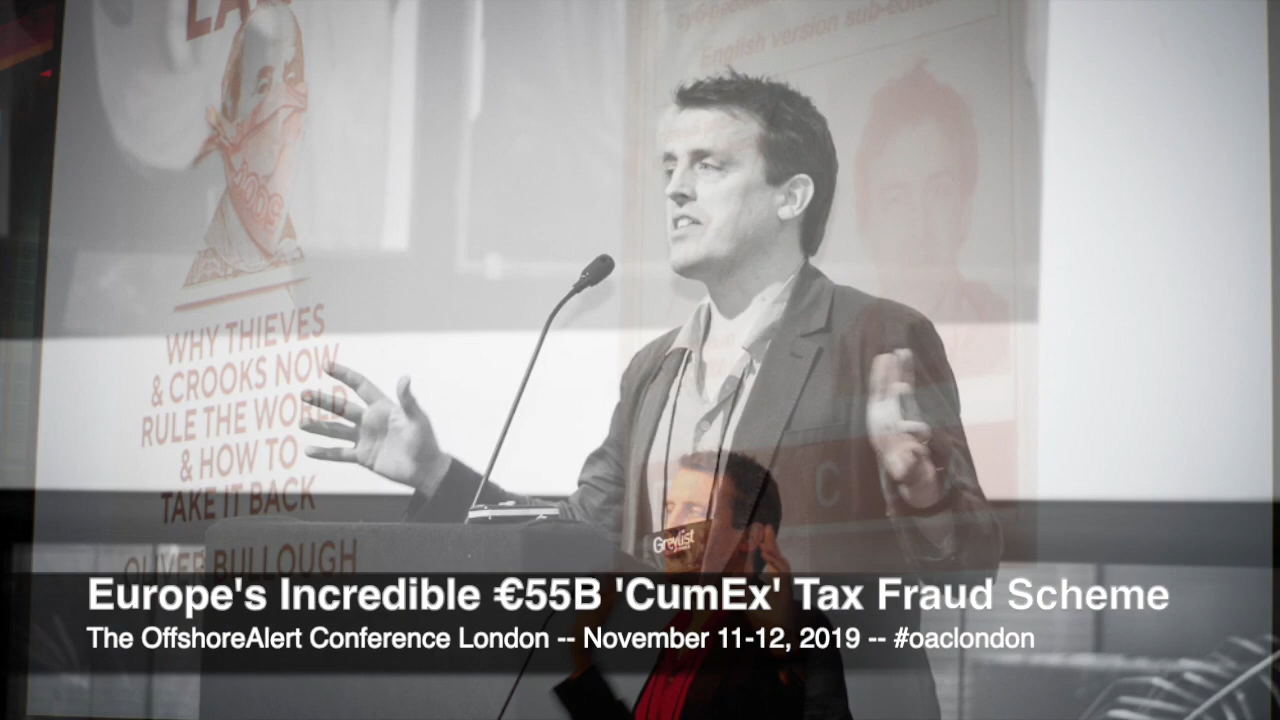 English version sub-
WHY THIEVES
& CROOKS NOW
RULE THE WORLD
& HOW TO
TAKE IT BACK
OLIVER BULLOUGH
Greylist
Europe's Incredible €55B 'CumEx' Tax Fraud Scheme
The OffshoreAlert Conference London -- November 11-12, 2019 -- #oaclondon